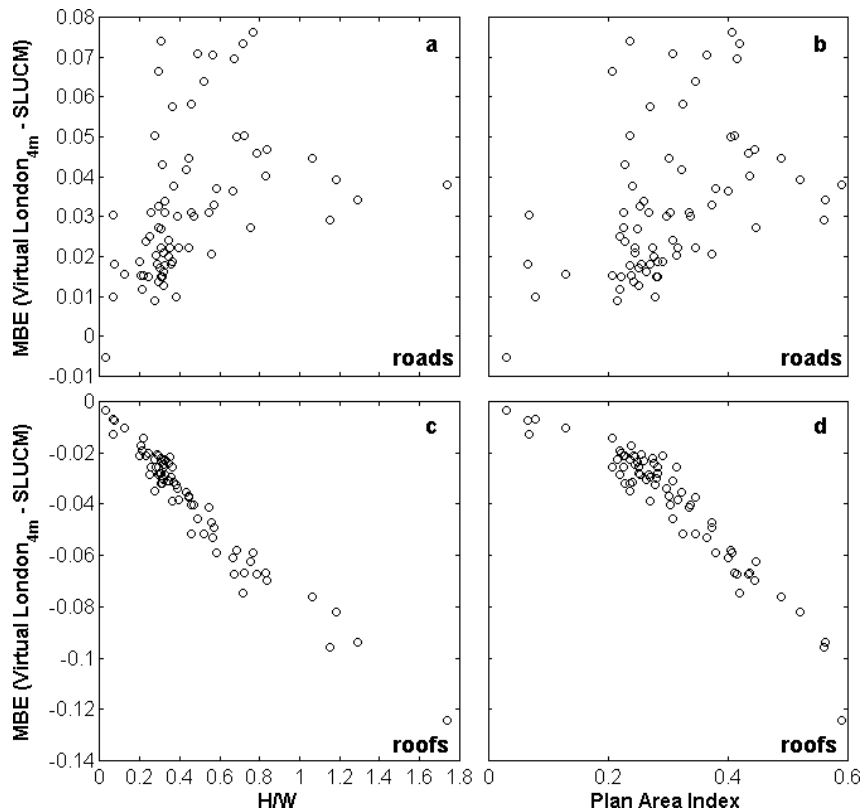 0.08
0.07
0.06
0.05
0.04
0.03
0.02
0.01
0
-0.01
MBE (Virtual London4m - SLUCM)
a
roads
b
roads
0
-0.02
-0.04
-0.06
-0.08
-0.1
-0.12
-0.14
MBE (Virtual London4m - SLUCM)
c
roofs
d
roofs
0 0.2 0.4 0.6 0.8 1 1.2 1.4 1.6 1.8
H/W
0 0.2 0.4 0.6
Plan Area Index